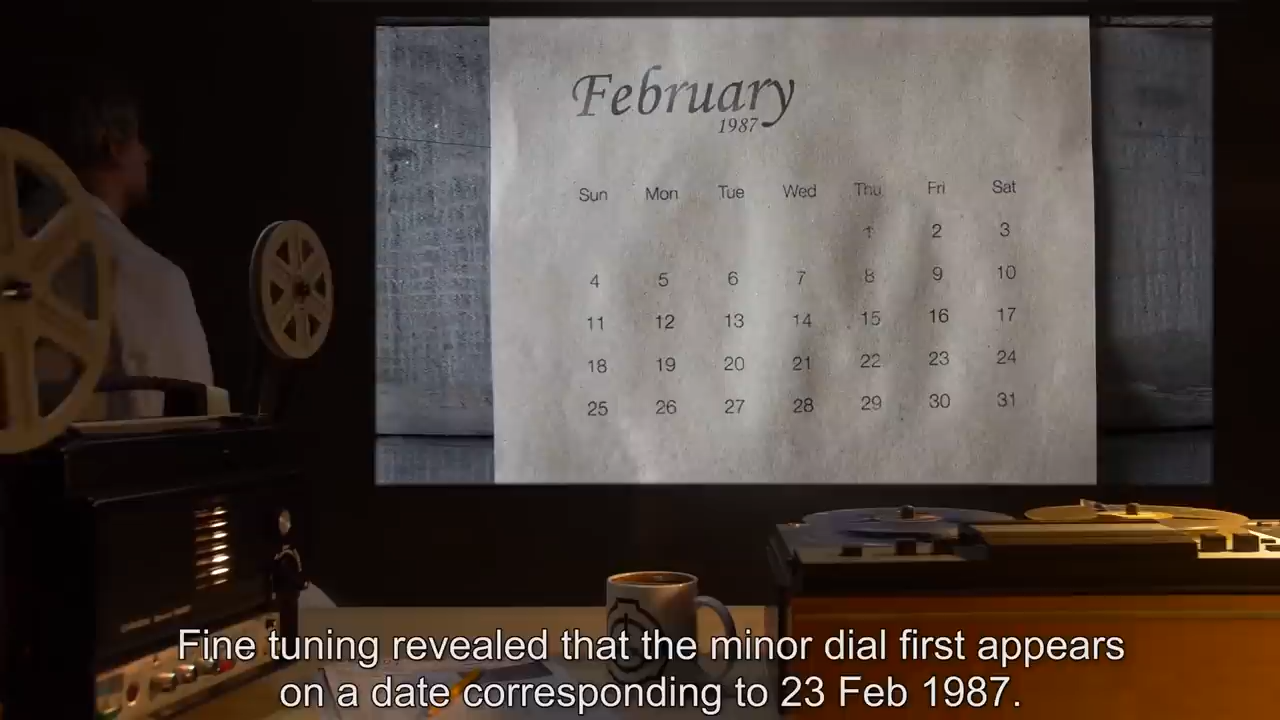 February
1987
Sun Mon Tue Wed Thu Fri Sat
1 2 3
4 5 6 7 8 9 10
11 12 13 14 15 16 17
18 19 20 21 22 23 24
25 26 27 28 29 30 31
Fine tuning revealed that the minor dial first appears
on a date corresponding to 23 Feb 1987.